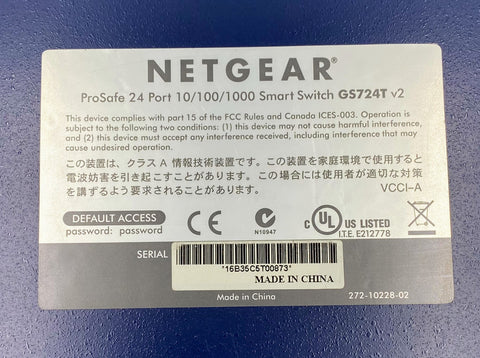 NETGEAR®
ProSafe 24 Port 10/100/1000 Smart Switch GS724T v2
This device complies with part 15 of the FCC Rules and Canada ICES-003. Operation is
subject to the following two conditions: (1) this device may not cause harmful interference,
and (2) this device must accept any interference received, including interference that may
cause undesired operation.
この装置は、クラス A 情報技術装置です。この装置を家庭環境で使用すると
電波妨害を引き起こすことがあります。この場合には使用者が適切な対策
を講ずるよう要求されることがあります。 VCCI-A
DEFAULT ACCESS
password: password
CE
N10947
c UL® US LISTED
I.T.E. E212778
SERIAL
*16B35C5T00873*
MADE IN CHINA
Made in China
272-10228-02